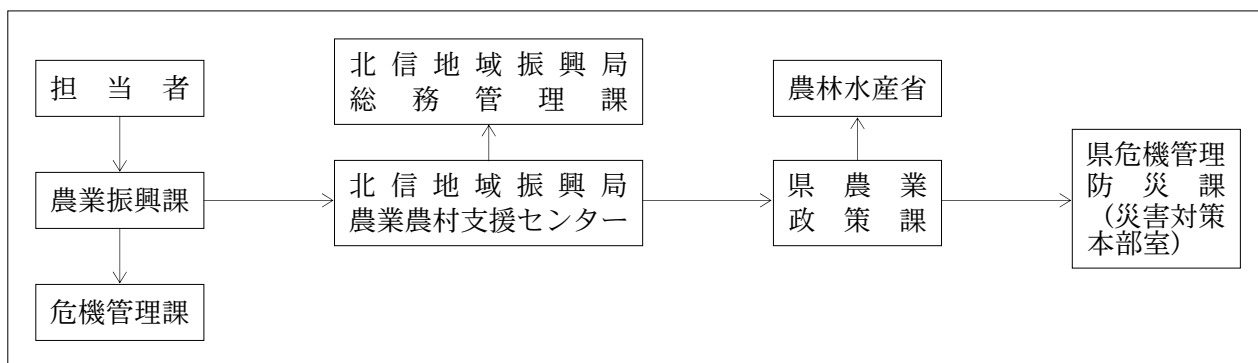 担当者
農業振興課
危機管理課
北信地域振興局
総務管理課
北信地域振興局
農業農村支援センター
農林水産省
県農業
政策課
県危機管理
防災課
（災害対策
本部室）